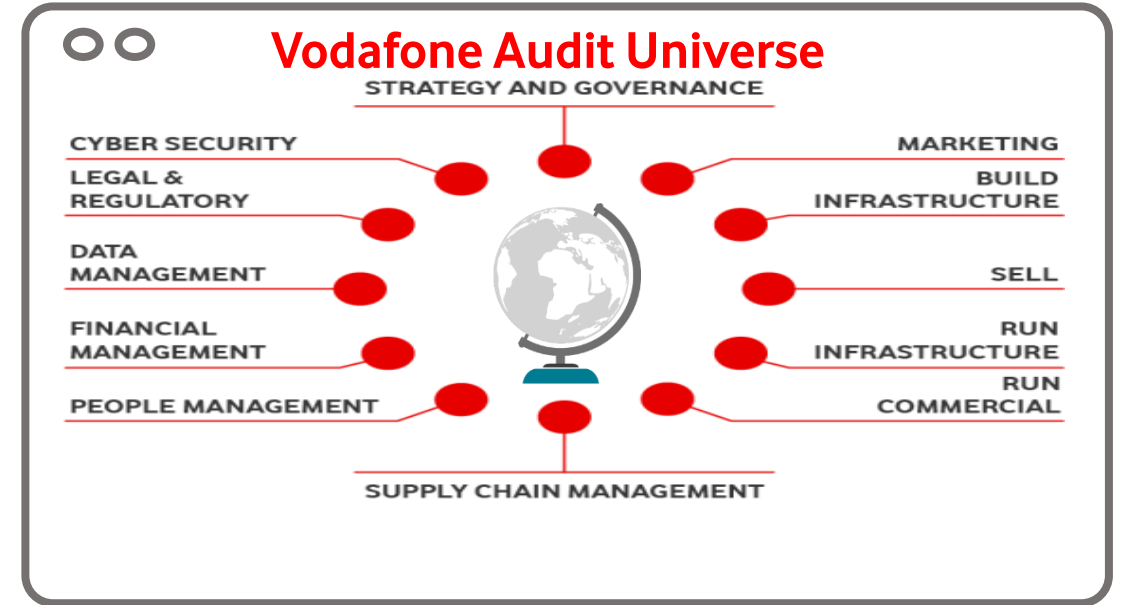 Vodafone Audit Universe
STRATEGY AND GOVERNANCE
CYBER SECURITY
LEGAL &
REGULATORY
DATA
MANAGEMENT
FINANCIAL
MANAGEMENT
PEOPLE MANAGEMENT
MARKETING
BUILD
INFRASTRUCTURE
SELL
RUN
INFRASTRUCTURE
RUN
COMMERCIAL
SUPPLY CHAIN MANAGEMENT